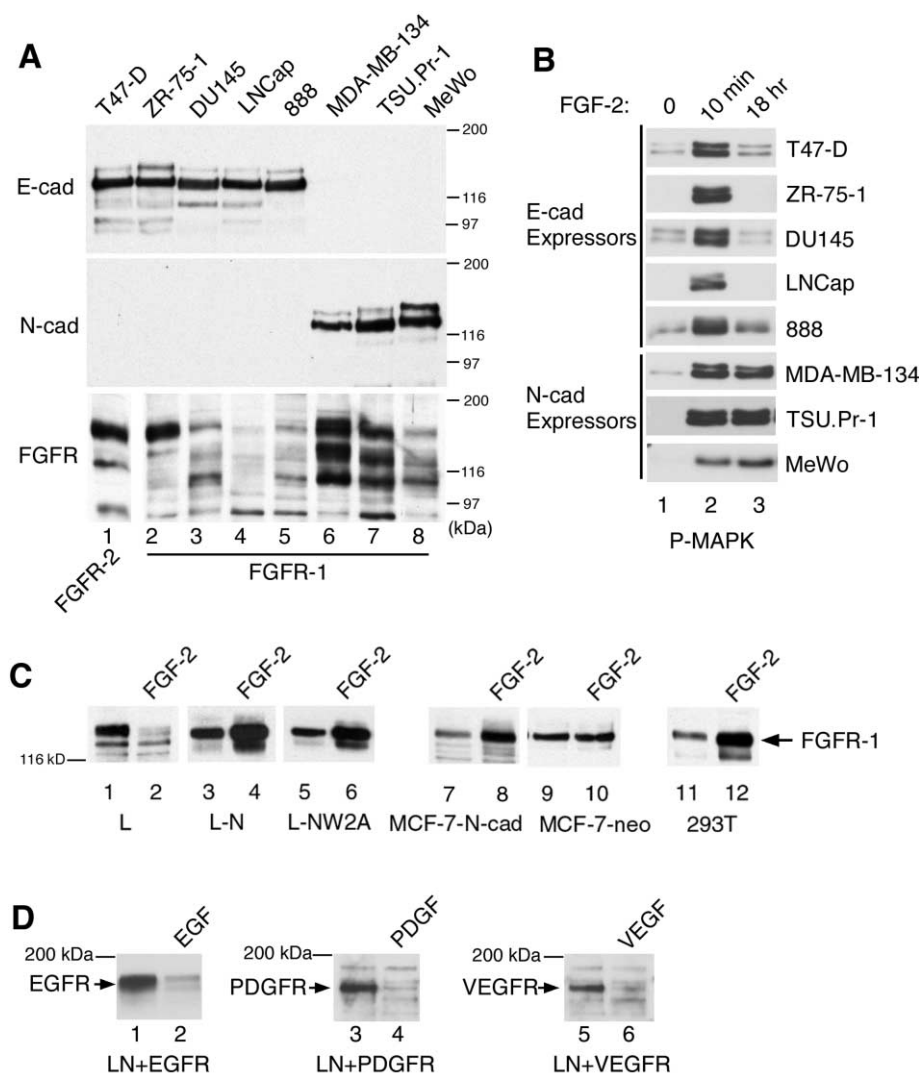 A
T47-D ZR-75-1 DU145 LNCap 888 MDA-MB-134 TSU.Pr-1 MeWo
200
E-cad
116
97
200
N-cad
116
97
200
FGFR
116
97
1 2 3 4 5 6 7 8 (kDa)
FGFR-2 FGFR-1
B
FGF-2: 0 10 min 18 hr
E-cad Expressors
T47-D
ZR-75-1
DU145
LNCap
888
N-cad Expressors
MDA-MB-134
TSU.Pr-1
MeWo
1 2 3
P-MAPK
C
FGF-2 FGF-2 FGF-2 FGF-2 FGF-2 FGF-2
FGFR-1
116 kD
1 2 3 4 5 6 7 8 9 10 11 12
L L-N L-NW2A MCF-7-N-cad MCF-7-neo 293T
D
EGF
200 kDa
EGFR
1 2
LN+EGFR
PDGF
200 kDa
PDGFR
3 4
LN+PDGFR
VEGF
200 kDa
VEGFR
5 6
LN+VEGFR